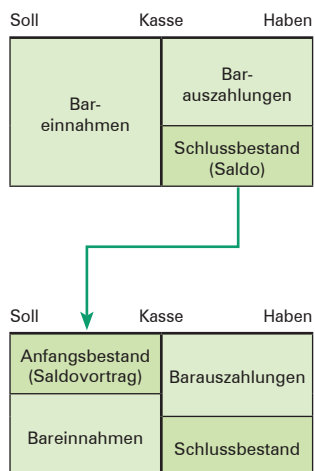 Soll Kasse Haben
Bar-
einnahmen
Bar-
auszahlungen
Schlussbestand
(Saldo)
Soll Kasse Haben
Anfangsbestand
(Saldovortrag)
Barauszahlungen
Bareinnahmen
Schlussbestand